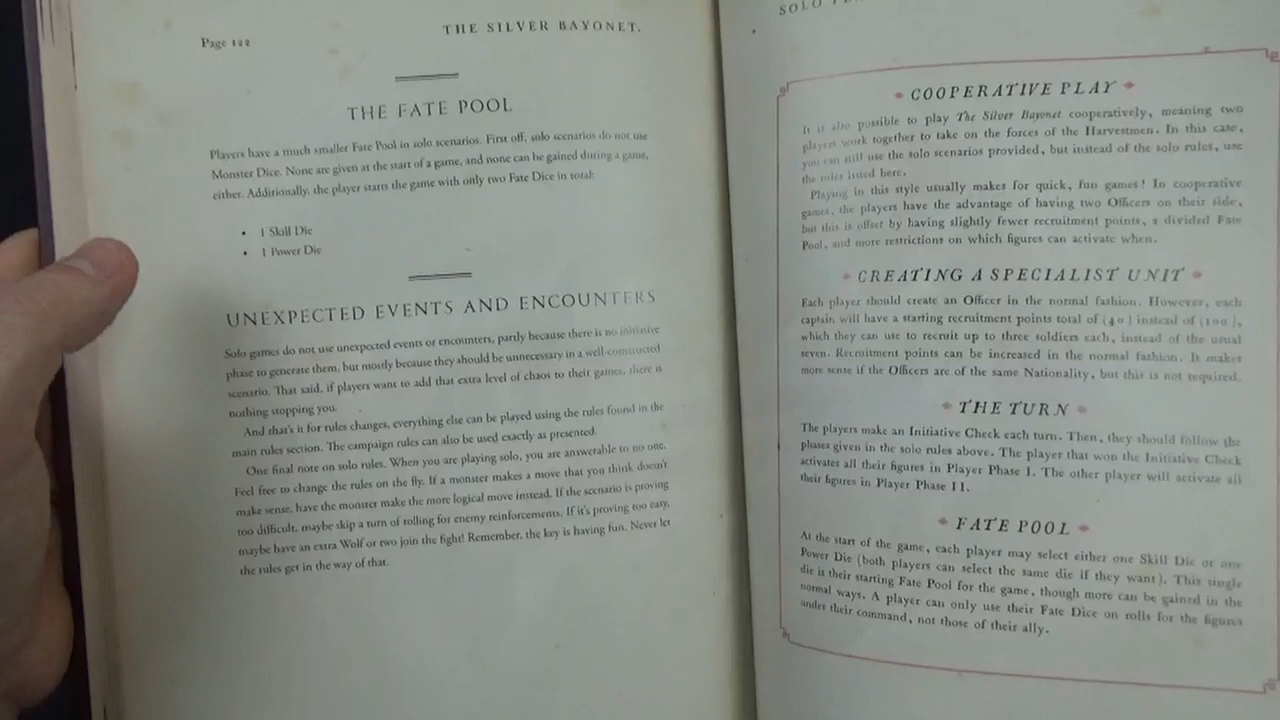 Page 122
THE SILVER BAYONET.
THE FATE POOL
Players have a much smaller Fate Pool in solo scenarios. First off, solo scenarios do not use
Monster Dice. None are given at the start of a game, and none can be gained during a game,
either. Additionally, the player starts the game with only two Fate Dice in total:
• 1 Skill Die
• 1 Power Die
UNEXPECTED EVENTS AND ENCOUNTERS
Solo games do not use unexpected events or encounters, partly because there is no initiative
phase to generate them, but mostly because they should be unnecessary in a well-constructed
scenario. That said, if players want to add that extra level of chaos to their games, there is
nothing stopping you.
And that's it for rules changes, everything else can be played using the rules found in the
main rules section. The campaign rules can also be used exactly as presented.
One final note on solo rules. When you are playing solo, you are answerable to no one.
Feel free to change the rules on the fly. If a monster makes a move that you think doesn't
make sense, have the monster make the more logical move instead. If the scenario is proving
too difficult, maybe skip a turn of rolling for enemy reinforcements. If it's proving too easy,
maybe have an extra Wolf or two join the fight! Remember, the key is having fun. Never let
the rules get in the way of that.
SOLO
COOPERATIVE PLAY
It is also possible to play The Silver Bayonet cooperatively, meaning two
players work together to take on the forces of the Harvestmen. In this case,
you can still use the solo scenarios provided, but instead of the solo rules, use
the rules listed here.
Playing in this style usually makes for quick, fun games! In cooperative
games, the players have the advantage of having two Officers on their side,
but this is offset by having slightly fewer recruitment points, a divided Fate
Pool, and more restrictions on which figures can activate when.
CREATING A SPECIALIST UNIT
Each player should create an Officer in the normal fashion. However, each
captain will have a starting recruitment points total of (40) instead of (100),
which they can use to recruit up to three soldiers each, instead of the usual
seven. Recruitment points can be increased in the normal fashion. It makes
more sense if the Officers are of the same Nationality, but this is not required.
THE TURN
The players make an Initiative Check each turn. Then, they should follow the
phases given in the solo rules above. The player that won the Initiative Check
activates all their figures in Player Phase I. The other player will activate all
their figures in Player Phase II.
FATE POOL
At the start of the game, each player may select either one Skill Die or one
Power Die (both players can select the same die if they want). This single
die is their starting Fate Pool for the game, though more can be gained in the
normal ways. A player can only use their Fate Dice on rolls for the figures
under their command, not those of their ally.